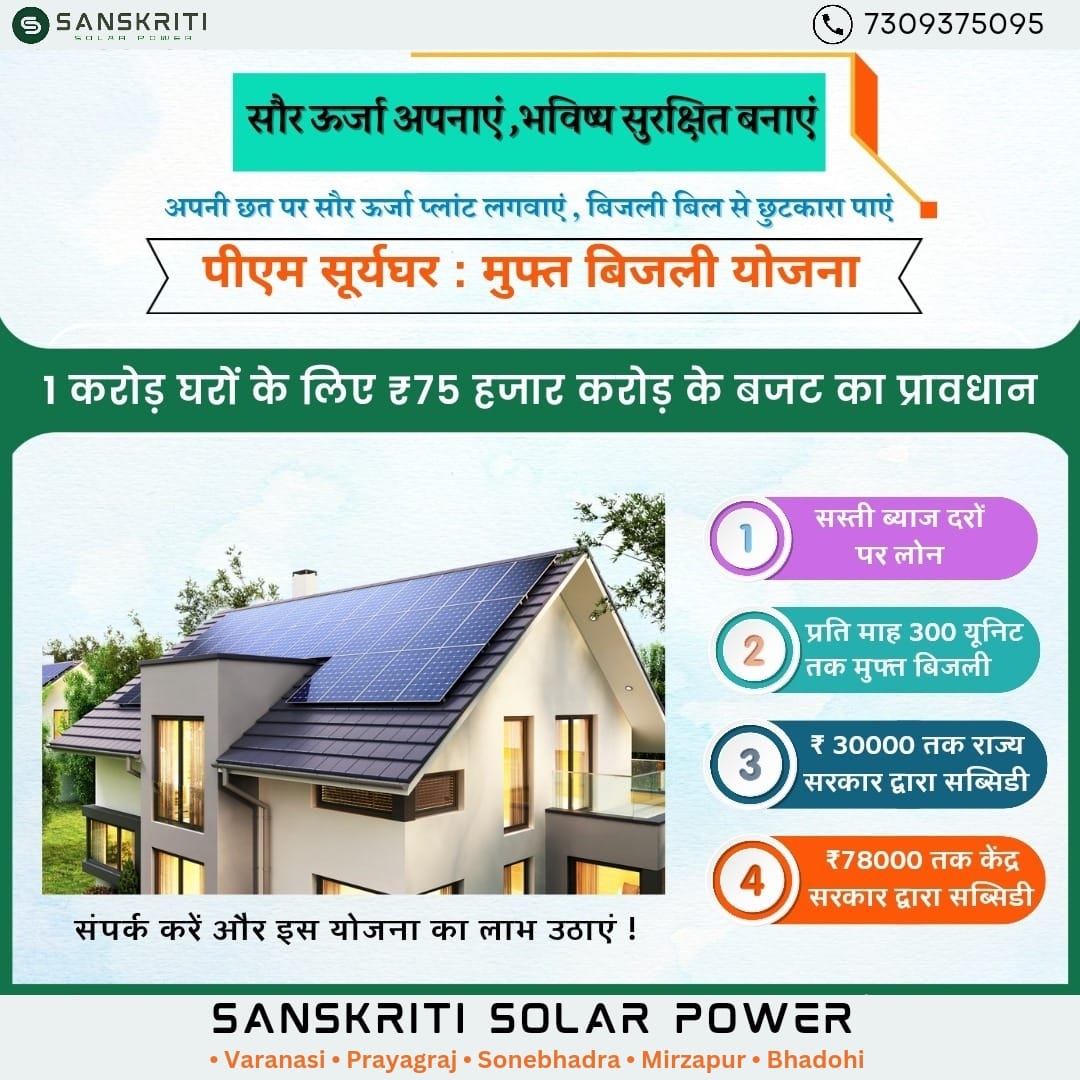 SANSKRITI
SOLAR POWER
7309375095
सौर ऊर्जा अपनाएं ,भविष्य सुरक्षित बनाएं
अपनी छत पर सौर ऊर्जा प्लांट लगवाएं , बिजली बिल से छुटकारा पाएं
पीएम सूर्यघर : मुफ्त बिजली योजना
1 करोड़ घरों के लिए ₹75 हजार करोड़ के बजट का प्रावधान
1
सस्ती ब्याज दरों
पर लोन
2
प्रति माह 300 यूनिट
तक मुफ्त बिजली
3
₹ 30000 तक राज्य
सरकार द्वारा सब्सिडी
4
₹78000 तक केंद्र
सरकार द्वारा सब्सिडी
संपर्क करें और इस योजना का लाभ उठाएं !
SANSKRITI SOLAR POWER
• Varanasi • Prayagraj • Sonebhadra • Mirzapur • Bhadohi